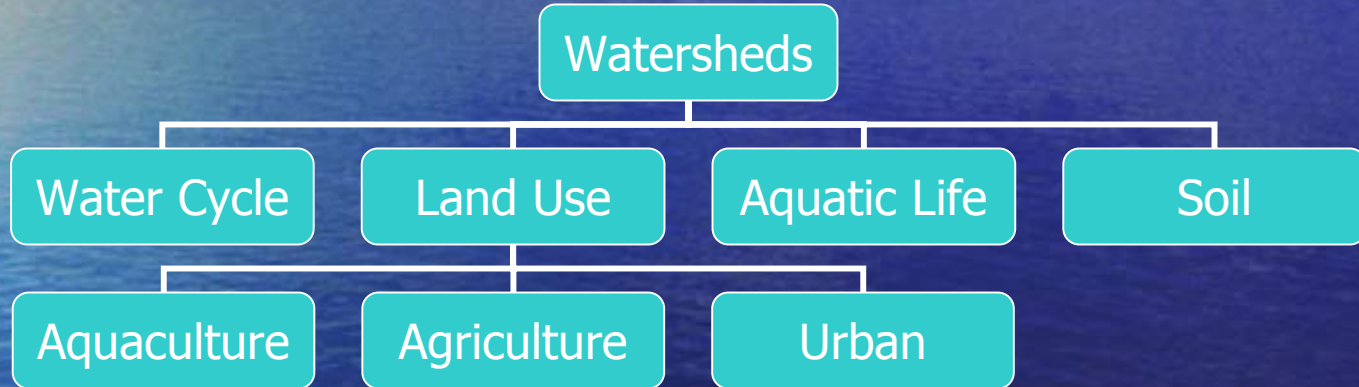 Watersheds
Water Cycle
Land Use
Aquatic Life
Soil
Aquaculture
Agriculture
Urban